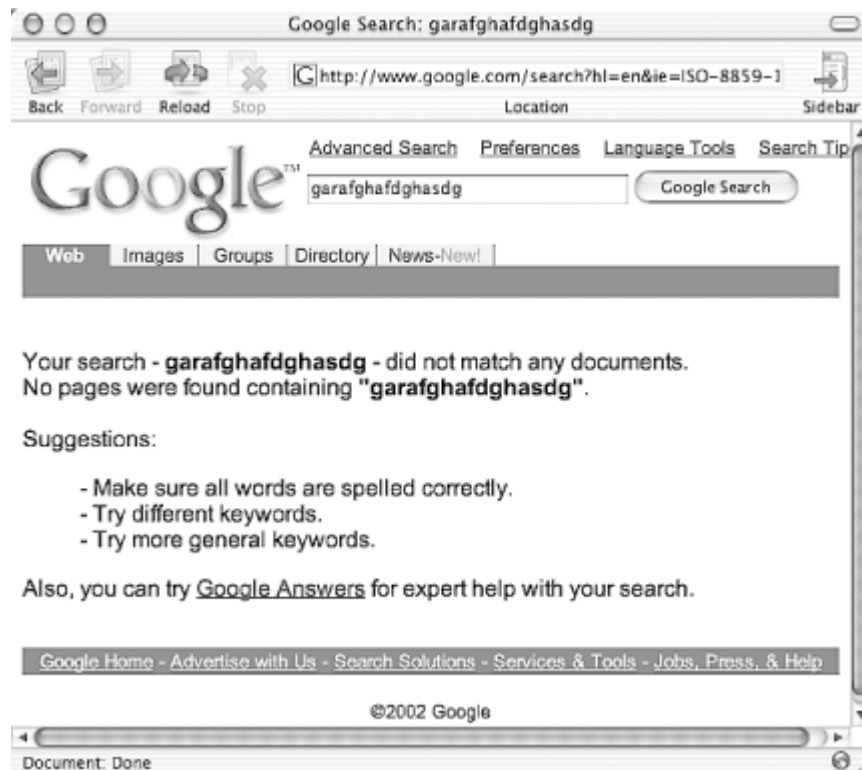 Google Search: garafghafdghasdg
Back Forward Reload Stop http://www.google.com/search?hl=en&ie=ISO-8859-1 Location Sidebar
Advanced Search Preferences Language Tools Search Tip
Google™ garafghafdghasdg Google Search
Web Images Groups Directory News-New!
Your search - garafghafdghasdg - did not match any documents.
No pages were found containing "garafghafdghasdg".
Suggestions:
- Make sure all words are spelled correctly.
- Try different keywords.
- Try more general keywords.
Also, you can try Google Answers for expert help with your search.
Google Home - Advertise with Us - Search Solutions - Services & Tools - Jobs, Press, & Help
©2002 Google
Document: Done